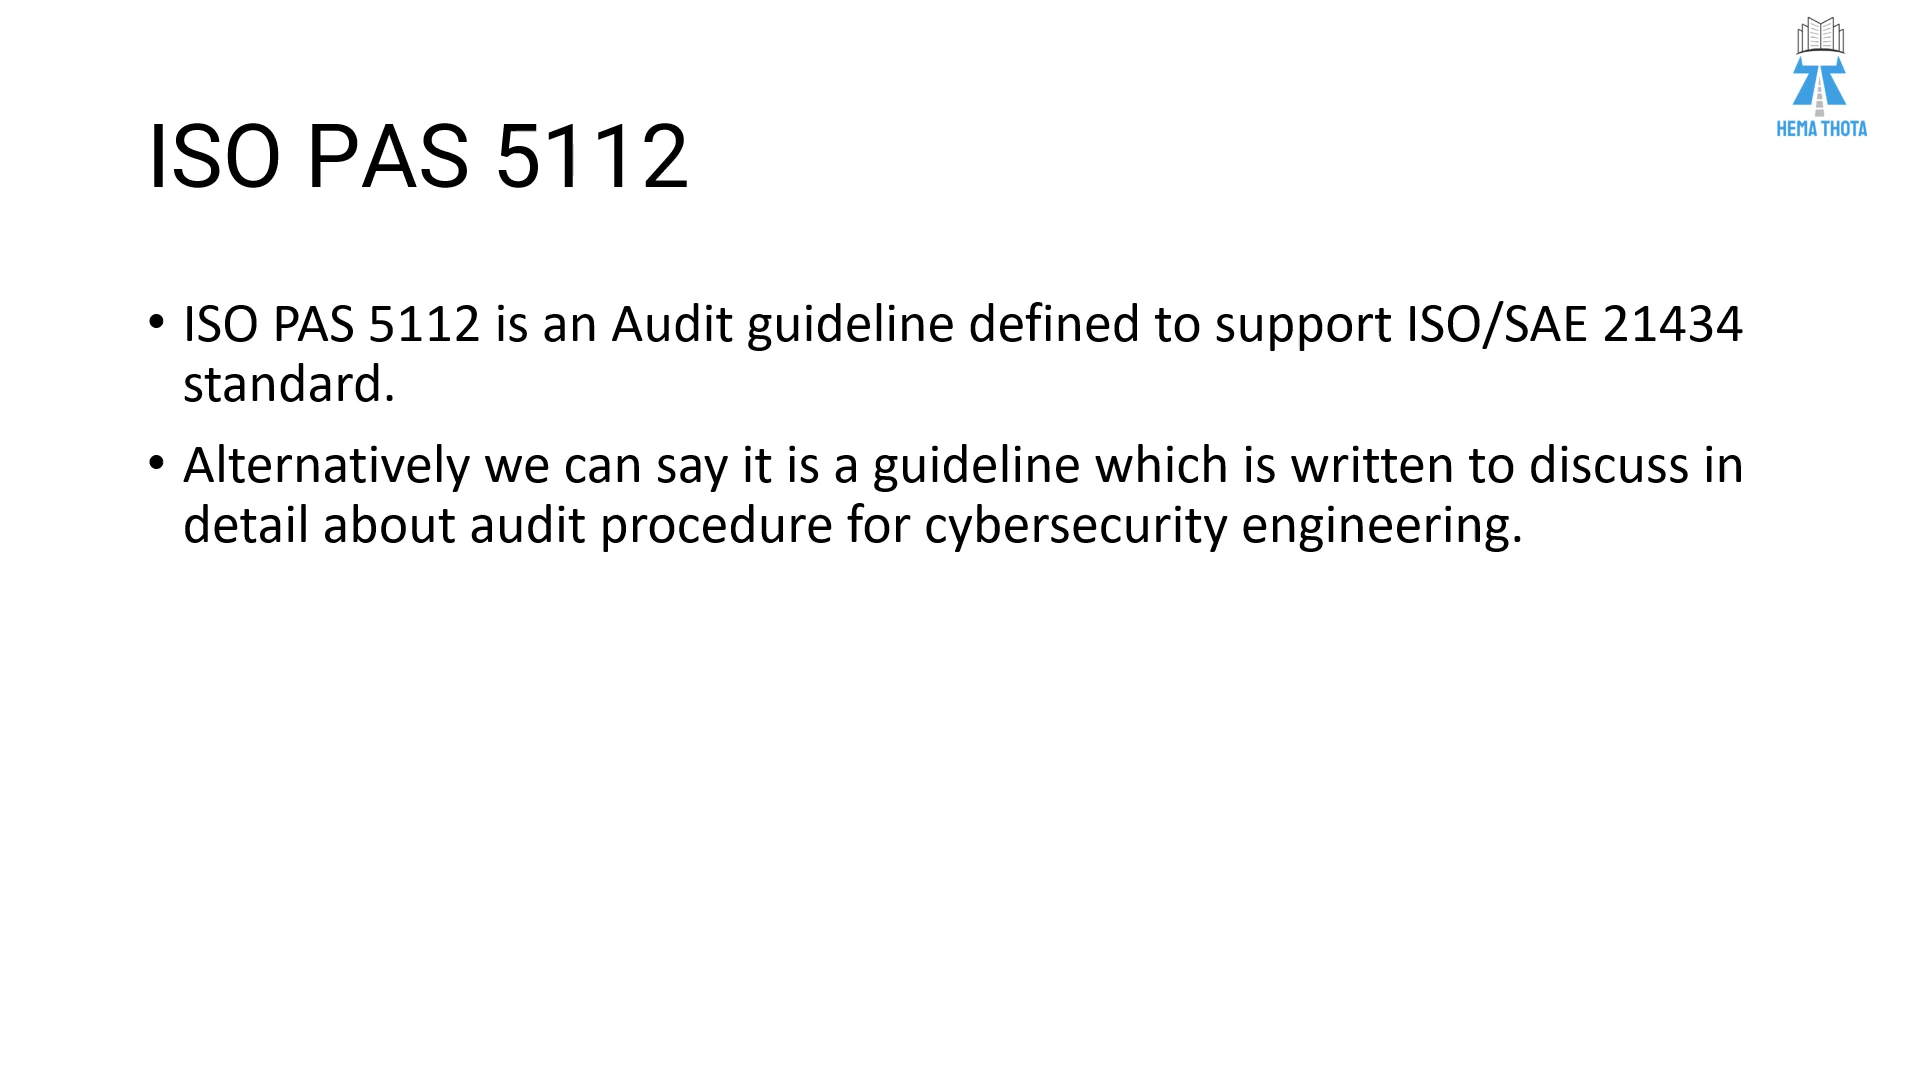 HEMA THOTA
ISO PAS 5112
• ISO PAS 5112 is an Audit guideline defined to support ISO/SAE 21434
standard.
• Alternatively we can say it is a guideline which is written to discuss in
detail about audit procedure for cybersecurity engineering.